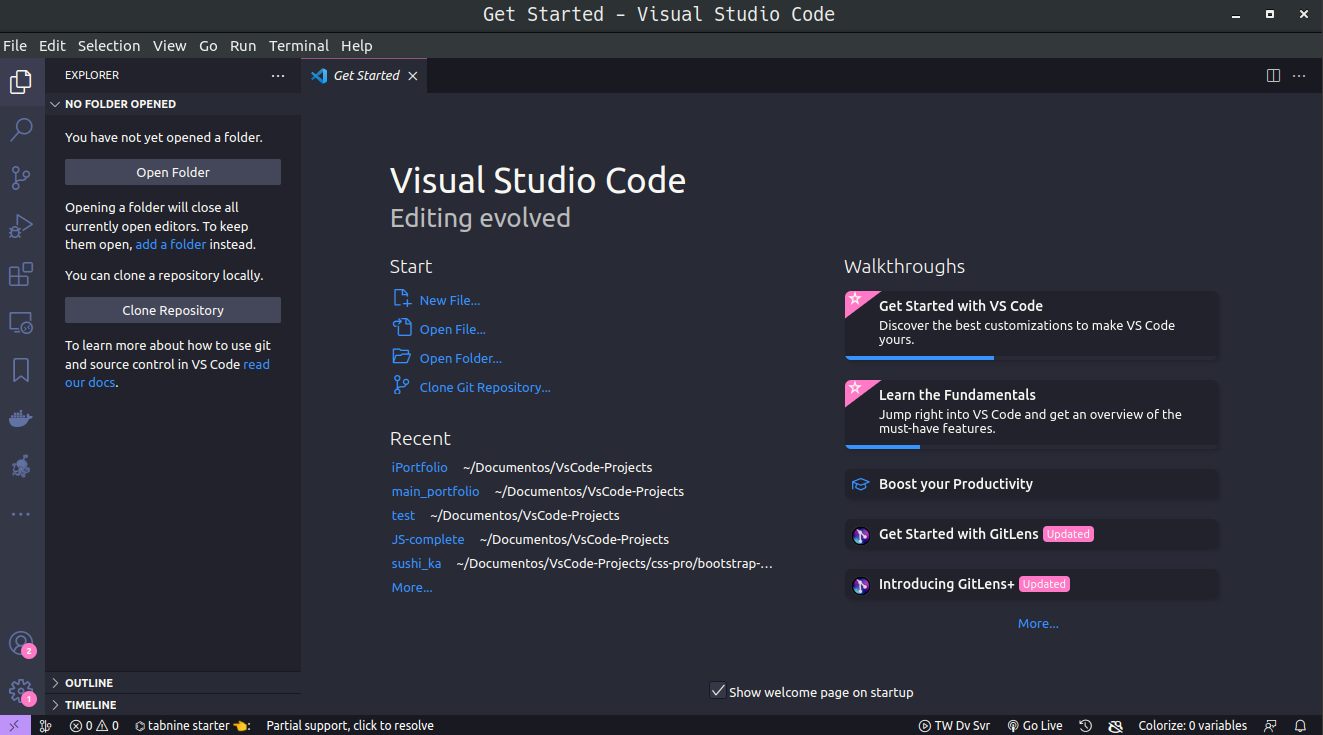 Get Started - Visual Studio Code
File Edit Selection View Go Run Terminal Help
EXPLORER
Get Started
NO FOLDER OPENED
You have not yet opened a folder.
Open Folder
Opening a folder will close all
currently open editors. To keep
them open, add a folder instead.
You can clone a repository locally.
Clone Repository
To learn more about how to use git
and source control in VS Code read
our docs.
OUTLINE
TIMELINE
Visual Studio Code
Editing evolved
Start
New File...
Open File...
Open Folder...
Clone Git Repository...
Recent
iPortfolio ~/Documentos/VsCode-Projects
main_portfolio ~/Documentos/VsCode-Projects
test ~/Documentos/VsCode-Projects
JS-complete ~/Documentos/VsCode-Projects
sushi_ka ~/Documentos/VsCode-Projects/css-pro/bootstrap-...
More...
Walkthroughs
Get Started with VS Code
Discover the best customizations to make VS Code
yours.
Learn the Fundamentals
Jump right into VS Code and get an overview of the
must-have features.
Boost your Productivity
Get Started with GitLens Updated
Introducing GitLens+ Updated
More...
Show welcome page on startup
2
1
0 0 tabnine starter 👈: Partial support, click to resolve TW Dv Svr Go Live Colorize: 0 variables